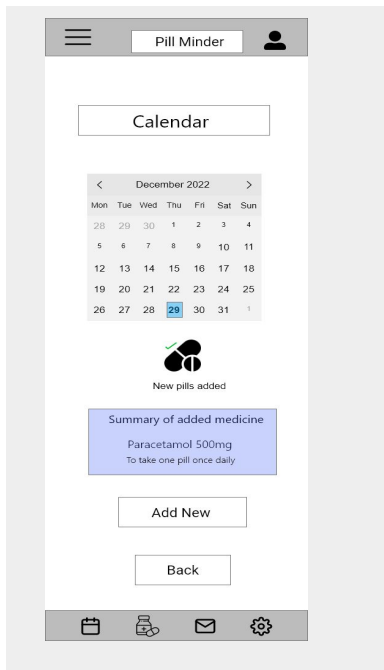 Pill Minder
Calendar
< December 2022 >
Mon Tue Wed Thu Fri Sat Sun
28 29 30 1 2 3 4
5 6 7 8 9 10 11
12 13 14 15 16 17 18
19 20 21 22 23 24 25
26 27 28 29 30 31 1
New pills added
Summary of added medicine
Paracetamol 500mg
To take one pill once daily
Add New
Back